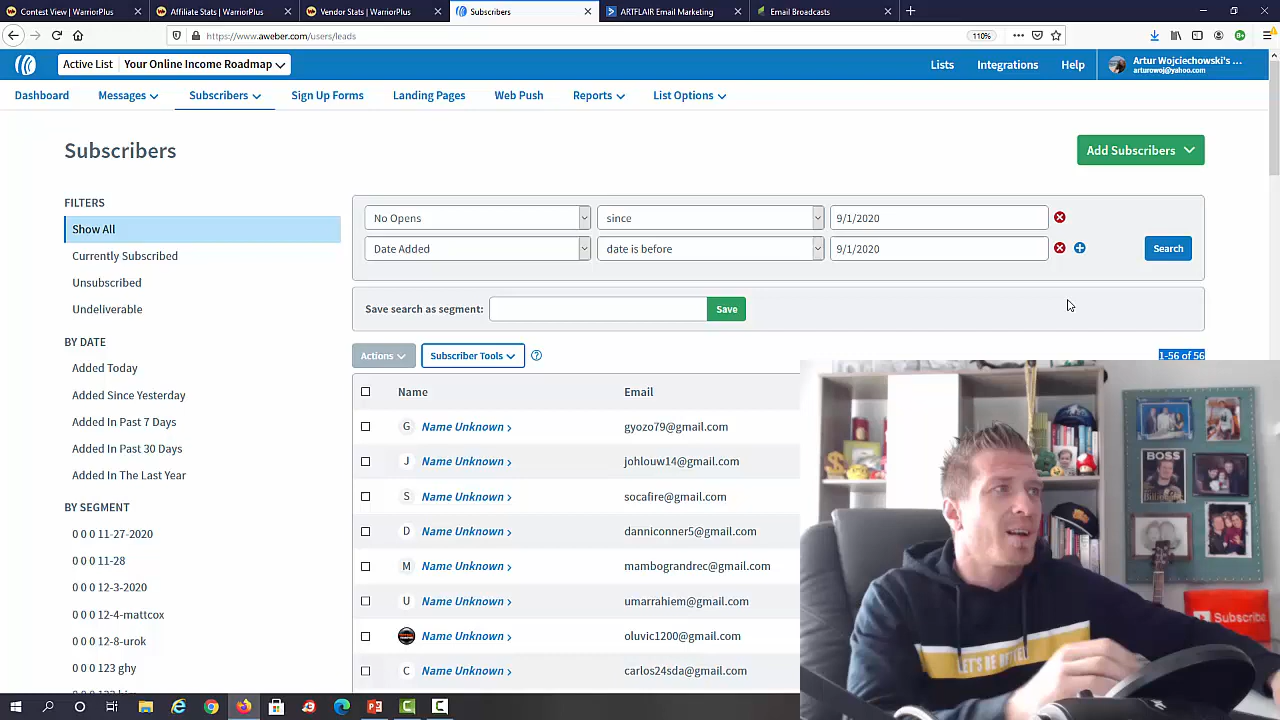 Contest View | WarriorPlus
Affiliate Stats | WarriorPlus
Vendor Stats | WarriorPlus
Subscribers
ARTFLAIR Email Marketing
Email Broadcasts
https://www.aweber.com/users/leads
110%
Active List Your Online Income Roadmap
Lists
Integrations
Help
Artur Wojciechowski's ...
arturowoj@yahoo.com
Dashboard
Messages
Subscribers
Sign Up Forms
Landing Pages
Web Push
Reports
List Options
Subscribers
Add Subscribers
FILTERS
Show All
Currently Subscribed
Unsubscribed
Undeliverable
BY DATE
Added Today
Added Since Yesterday
Added In Past 7 Days
Added In Past 30 Days
Added In The Last Year
BY SEGMENT
0 0 0 11-27-2020
0 0 0 11-28
0 0 0 12-3-2020
0 0 0 12-4-mattcox
0 0 0 12-8-urok
0 0 0 123 ghy
No Opens
since
9/1/2020
Date Added
date is before
9/1/2020
Search
Save search as segment:
Save
Actions
Subscriber Tools
1-56 of 56
Name
Email
G Name Unknown gyozo79@gmail.com
J Name Unknown johlouw14@gmail.com
S Name Unknown socafire@gmail.com
D Name Unknown danniconner5@gmail.com
M Name Unknown mambograndrec@gmail.com
U Name Unknown umarrahiem@gmail.com
Name Unknown oluvic1200@gmail.com
C Name Unknown carlos24sda@gmail.com
BOSS
LET'S BE BETTER
Subscribe